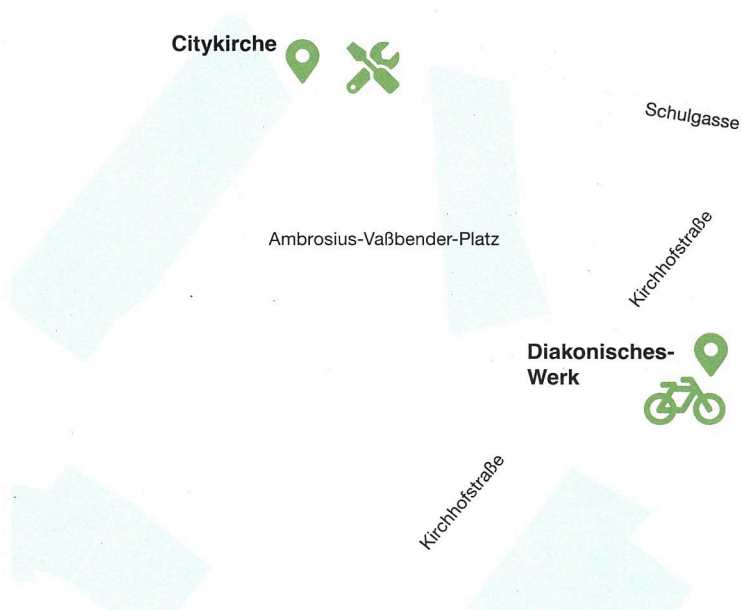 Citykirche
Schulgasse
Ambrosius-Vaßbender-Platz
Kirchhofstraße
Diakonisches-
Werk
Kirchhofstraße